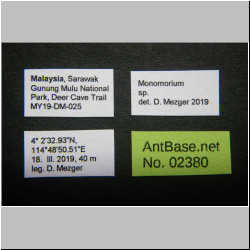 Malaysia, Sarawak
Gunung Mulu National
Park, Deer Cave Trail
MY19-DM-025
Monomorium
sp.
det. D. Mezger 2019
4° 2'32.93"N,
114°48'50.51"E
18. III. 2019, 40 m
leg. D. Mezger
AntBase.net
No. 02380